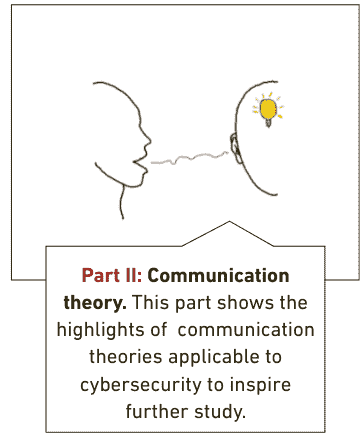 Part II: Communication
theory. This part shows the
highlights of communication
theories applicable to
cybersecurity to inspire
further study.